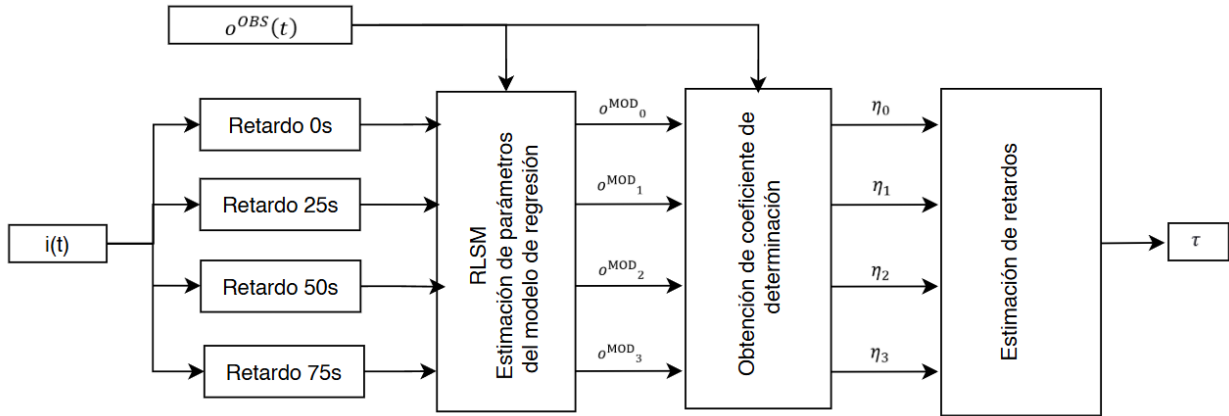 o^OBS(t)
i(t)
Retardo 0s
Retardo 25s
Retardo 50s
Retardo 75s
RLSM
Estimación de parámetros
del modelo de regresión
o^MOD_0
o^MOD_1
o^MOD_2
o^MOD_3
Obtención de coeficiente de
determinación
η_0
η_1
η_2
η_3
Estimación de retardos
τ